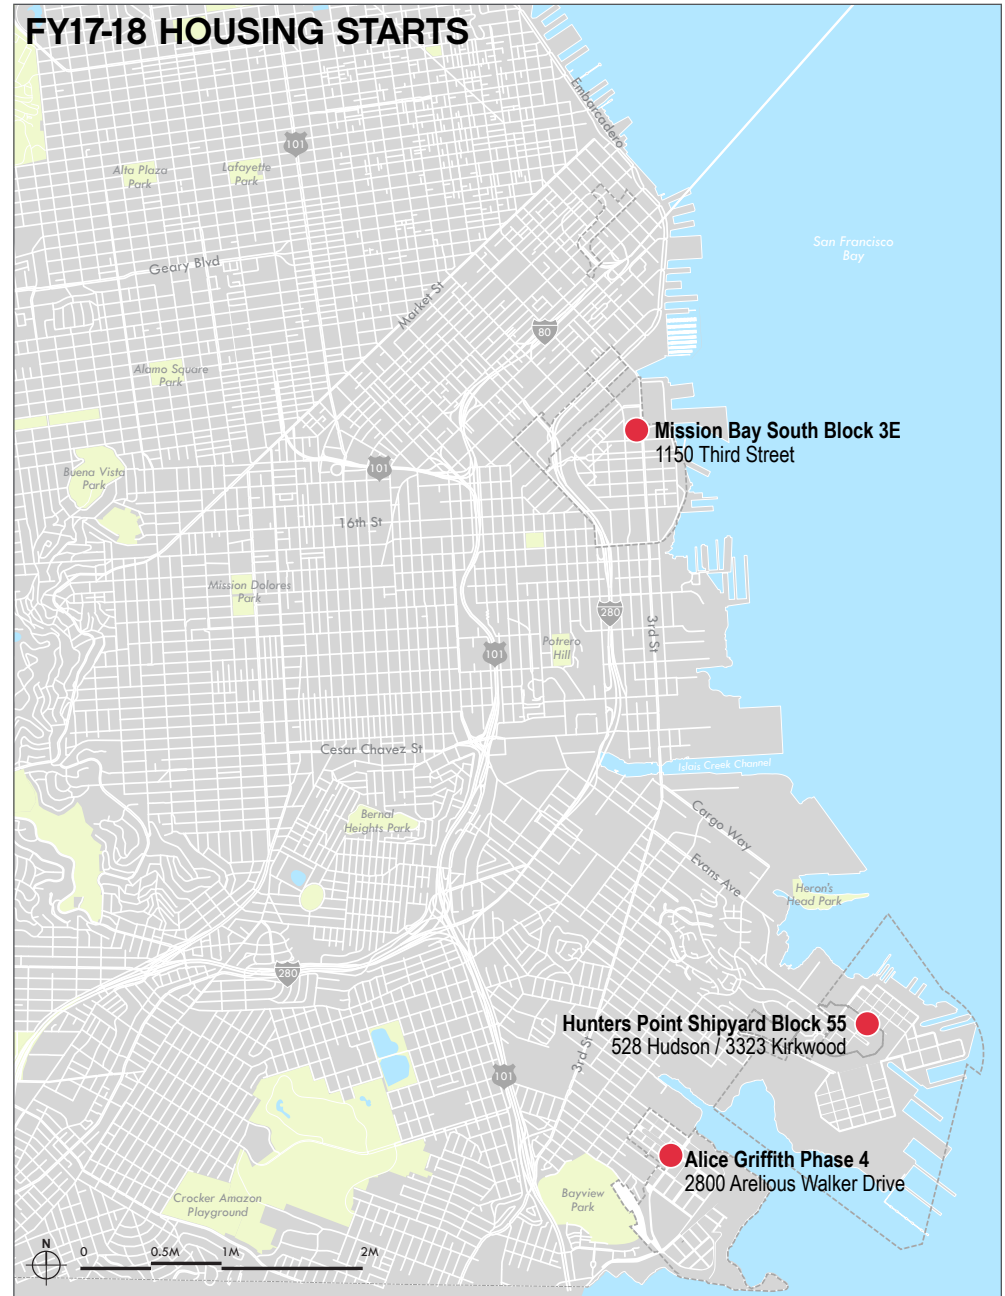 FY17-18 HOUSING STARTS
Embarcadero
101
Alta Plaza
Park
Lafayette
Park
San Francisco
Bay
Geary Blvd
Market St
80
Alamo Square
Park
Mission Bay South Block 3E
1150 Third Street
Buena Vista
Park
101
16th St
Mission Dolores
Park
280
3rd St
Potrero
Hill
101
Cesar Chavez St
Islais Creek Channel
Bernal
Heights Park
Cargo Way
Evans Ave
Heron's
Head Park
280
Hunters Point Shipyard Block 55
528 Hudson / 3323 Kirkwood
3rd St
101
Alice Griffith Phase 4
2800 Arelious Walker Drive
Crocker Amazon
Playground
Bayview
Park
N
0 0.5M 1M 2M